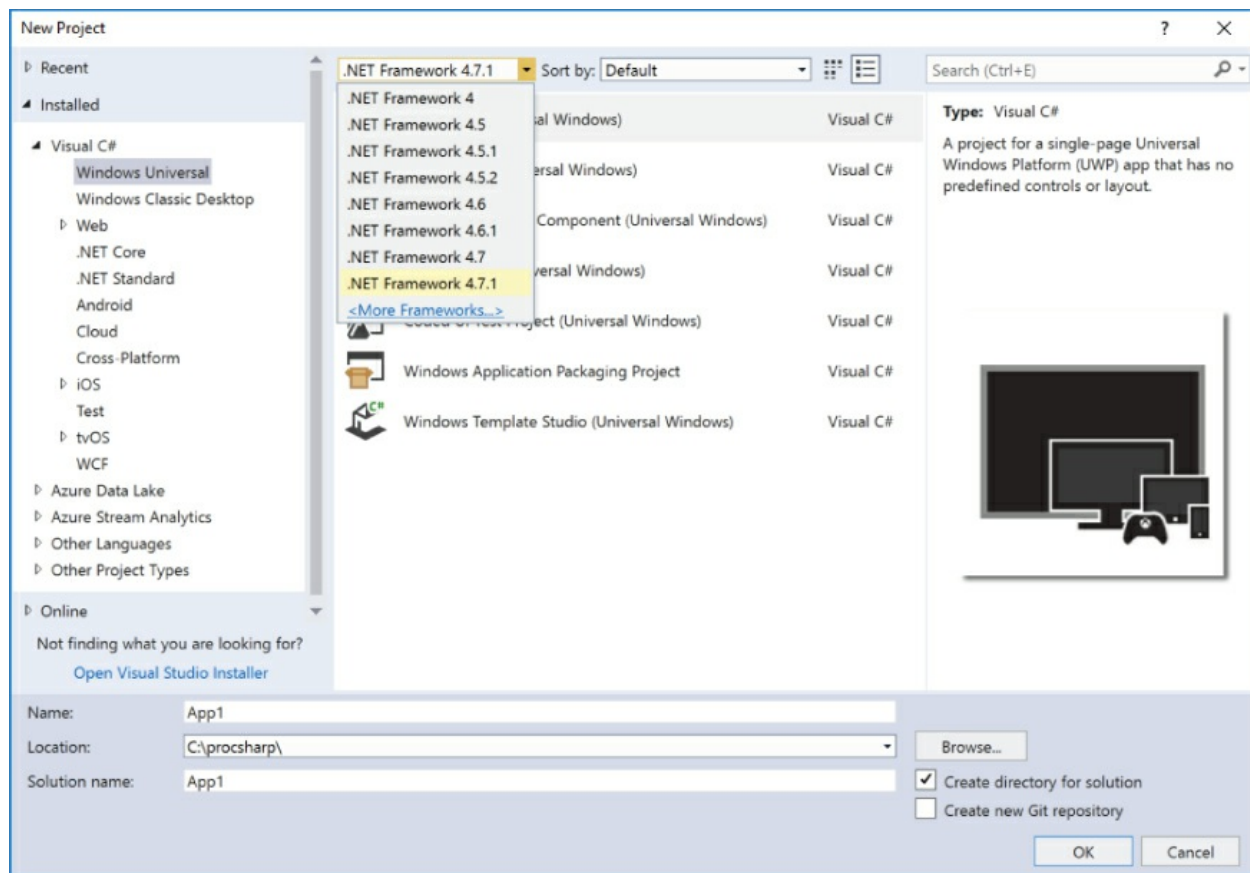 New Project
?
Recent
Installed
Visual C#
Windows Universal
Windows Classic Desktop
Web
.NET Core
.NET Standard
Android
Cloud
Cross-Platform
iOS
Test
tvOS
WCF
Azure Data Lake
Azure Stream Analytics
Other Languages
Other Project Types
Online
Not finding what you are looking for?
Open Visual Studio Installer
.NET Framework 4.7.1
Sort by: Default
.NET Framework 4
.NET Framework 4.5
.NET Framework 4.5.1
.NET Framework 4.5.2
.NET Framework 4.6
.NET Framework 4.6.1
.NET Framework 4.7
.NET Framework 4.7.1
<More Frameworks...>
Windows) Visual C#
Windows) Visual C#
Component (Universal Windows) Visual C#
Windows) Visual C#
(Universal Windows) Visual C#
Windows Application Packaging Project Visual C#
C#
Windows Template Studio (Universal Windows) Visual C#
Search (Ctrl+E)
Type: Visual C#
A project for a single-page Universal
Windows Platform (UWP) app that has no
predefined controls or layout.
Name: App1
Location: C:\procsharp\
Browse...
Solution name: App1
Create directory for solution
Create new Git repository
OK
Cancel